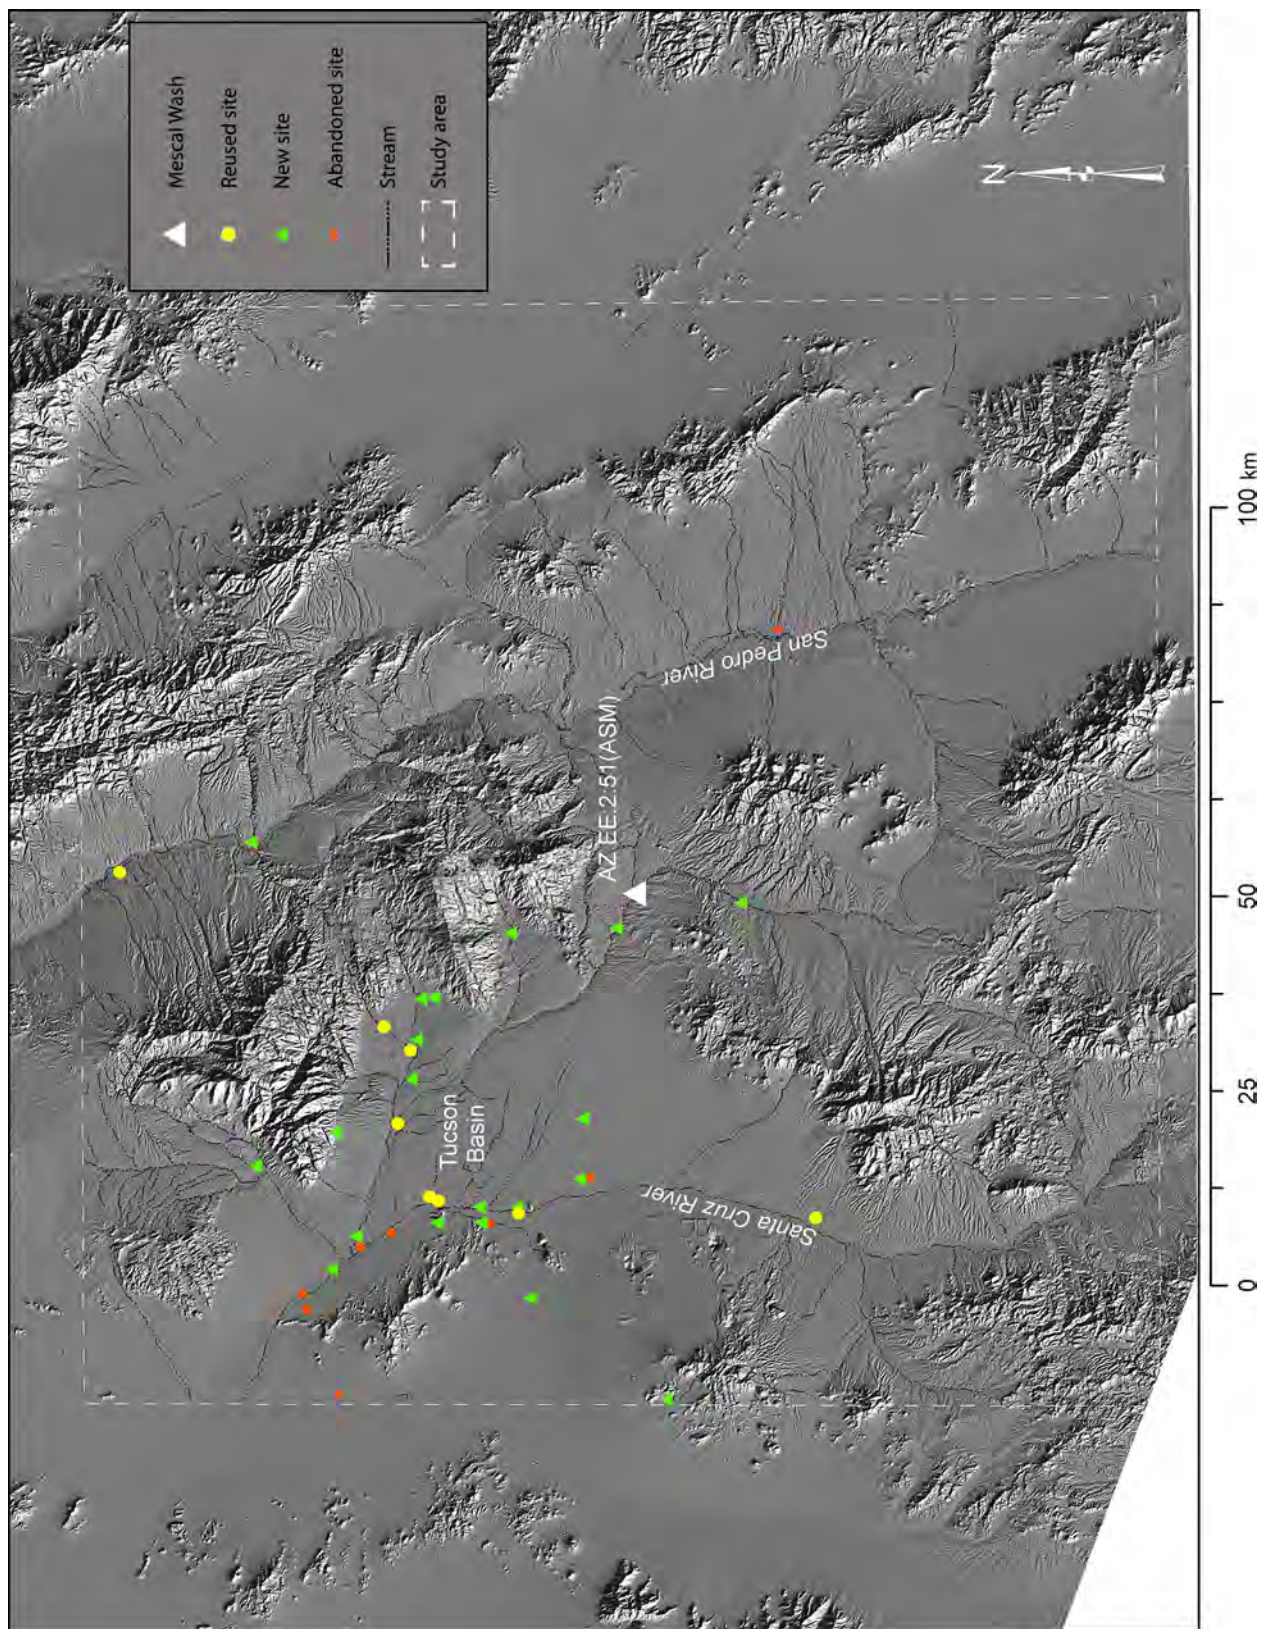 Mescal Wash
Reused site
New site
Abandoned site
Stream
Study area
N
AZ EE:2:51(ASM)
San Pedro River
Tucson
Basin
Santa Cruz River
0
25
50
100 km